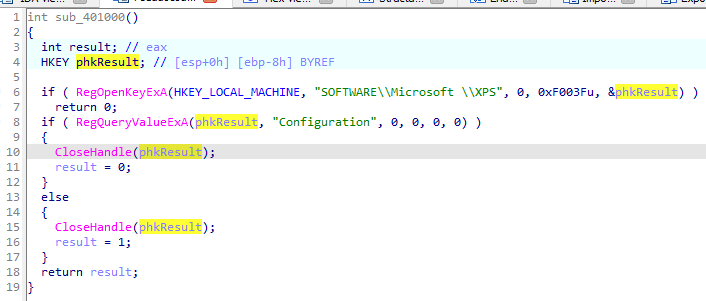 int sub_401000()
{
int result; // eax
HKEY phkResult; // [esp+0h] [ebp-8h] BYREF
if ( RegOpenKeyExA(HKEY_LOCAL_MACHINE, "SOFTWARE\\Microsoft \\XPS", 0, 0xF003Fu, &phkResult) )
return 0;
if ( RegQueryValueExA(phkResult, "Configuration", 0, 0, 0, 0) )
{
CloseHandle(phkResult);
result = 0;
}
else
{
CloseHandle(phkResult);
result = 1;
}
return result;
}
1
2
3
4
5
6
7
8
9
10
11
12
13
14
15
16
17
18
19